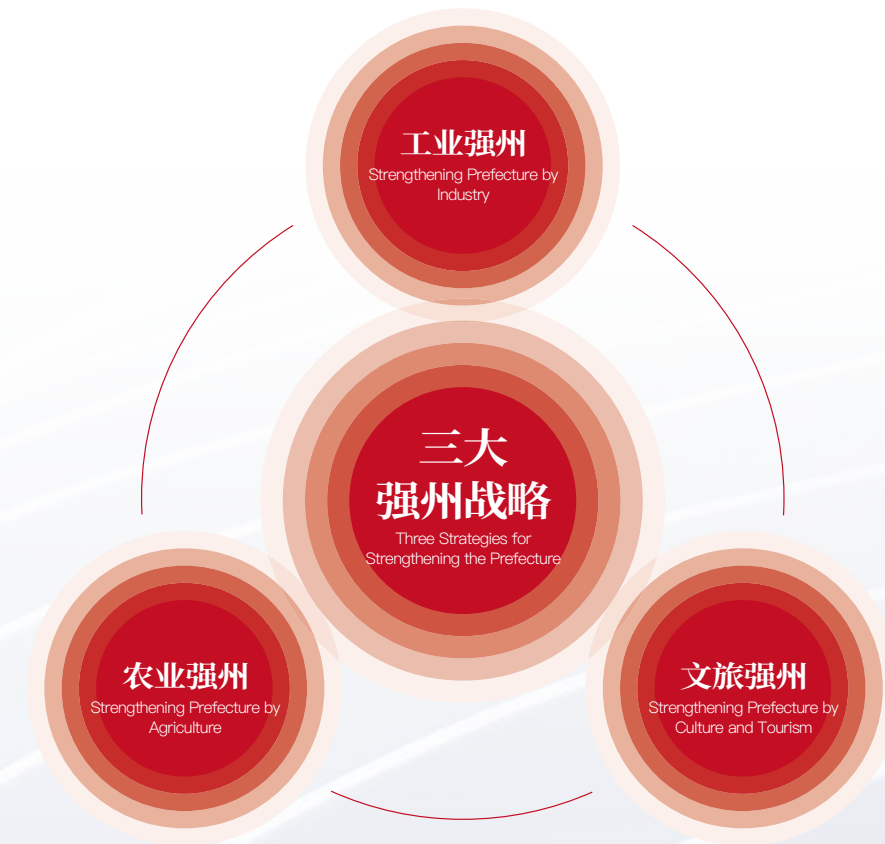 工业强州
Strengthening Prefecture by
Industry
三大
强州战略
Three Strategies for
Strengthening the Prefecture
农业强州
Strengthening Prefecture by
Agriculture
文旅强州
Strengthening Prefecture by
Culture and Tourism